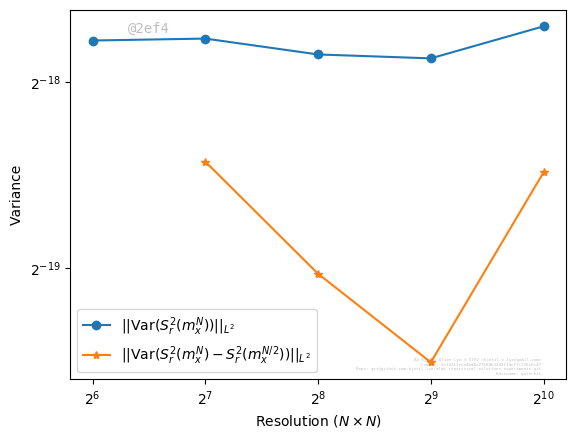 @2ef4
2^{-18}
2^{-19}
Variance
||Var(S_r^2(m_x^N))||_{L^2}
||Var(S_r^2(m_x^N) − S_r^2(m_x^{N/2}))||_{L^2}
2^6 2^7 2^8 2^9 2^{10}
Resolution (N × N)